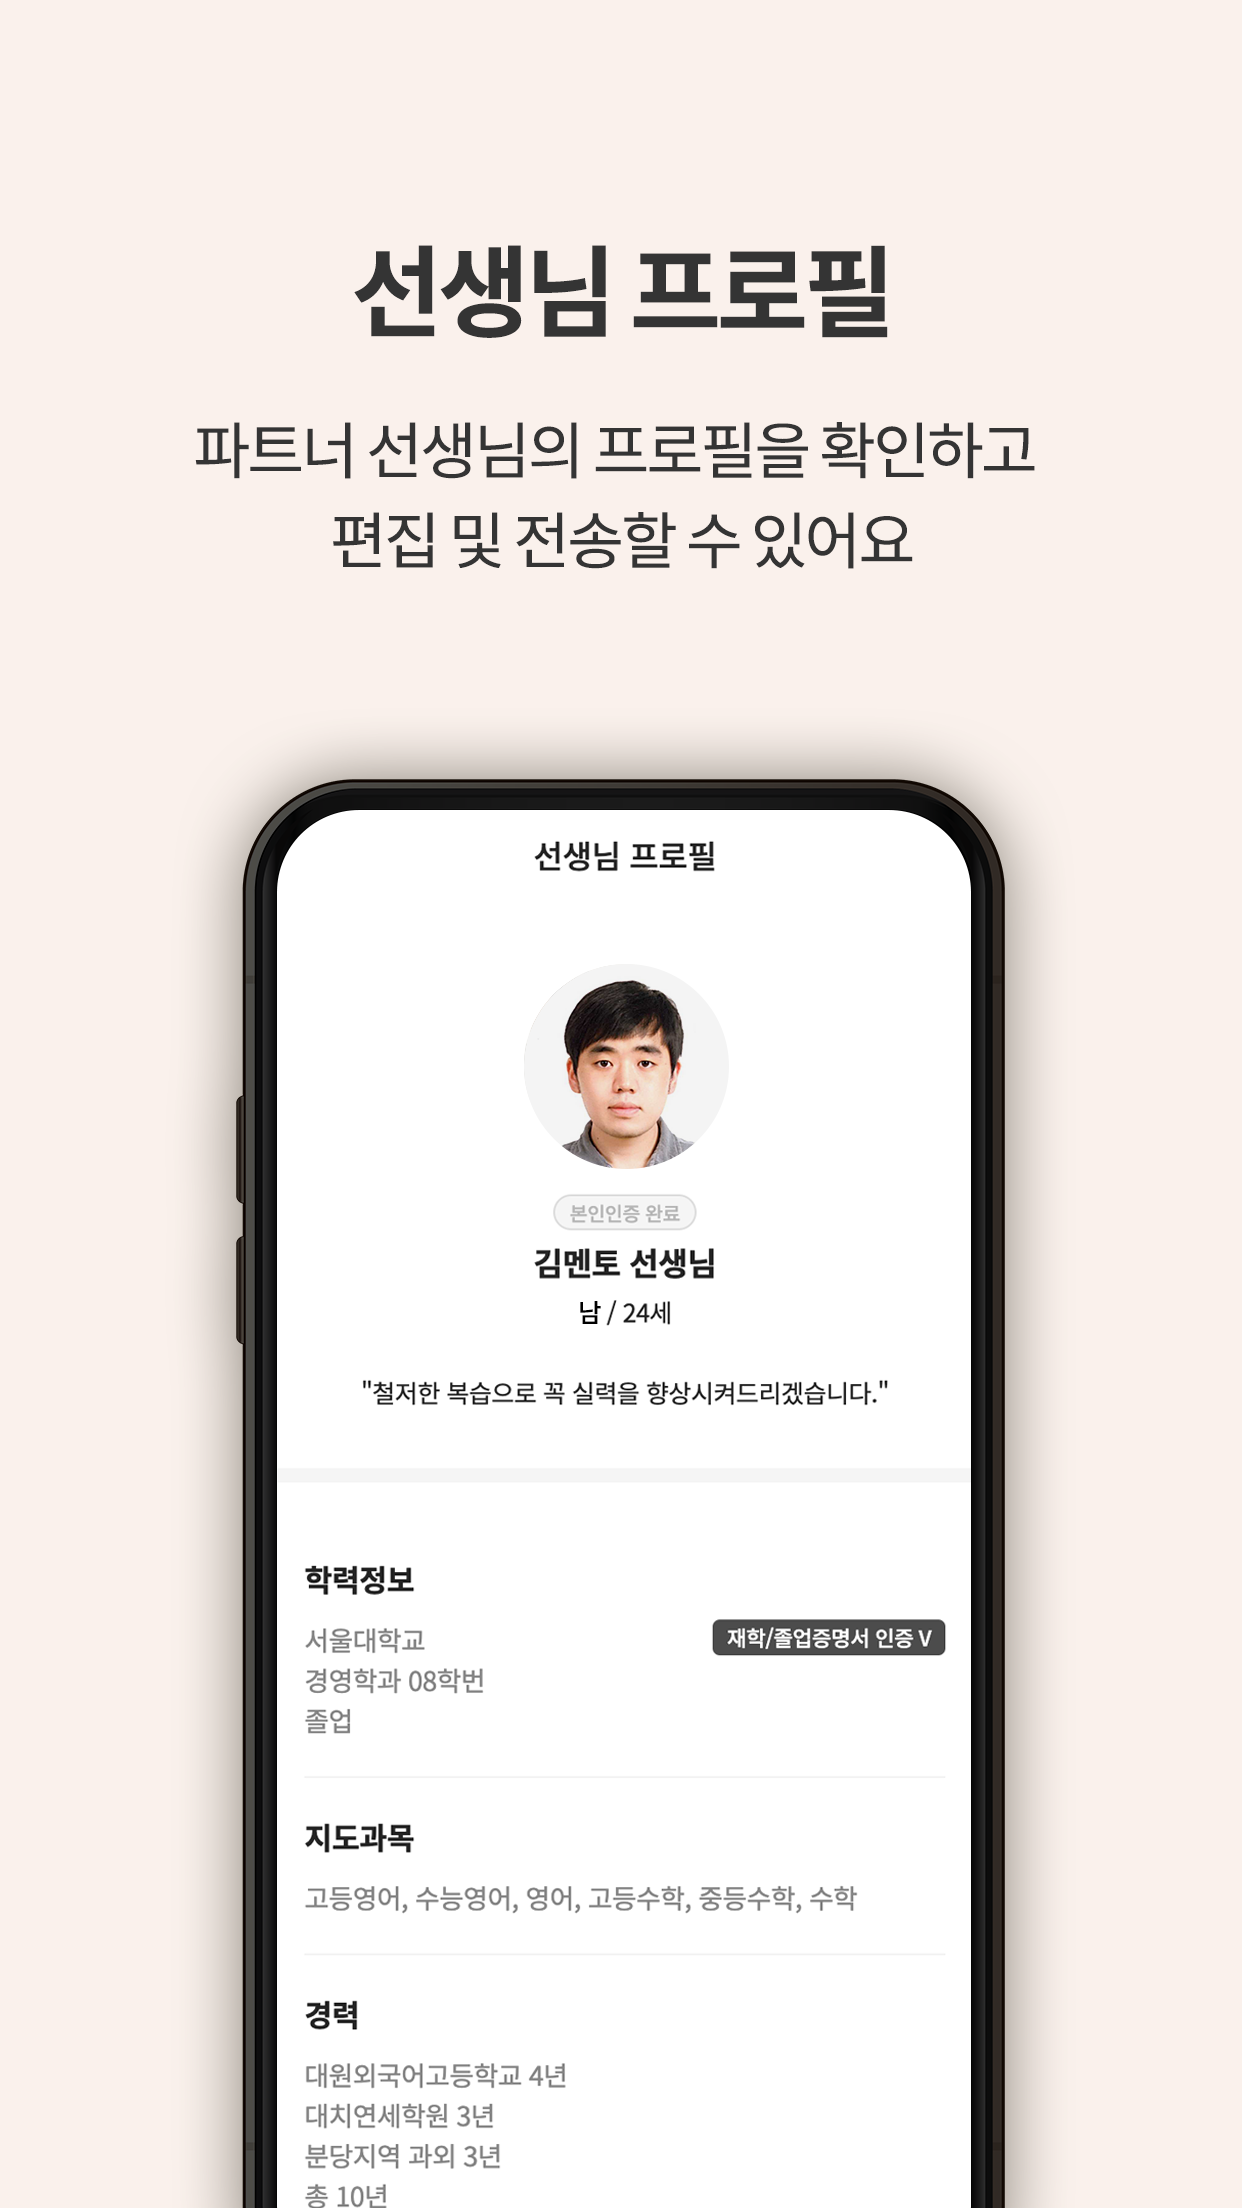 선생님 프로필
파트너 선생님의 프로필을 확인하고
편집 및 전송할 수 있어요
선생님 프로필
본인인증 완료
김멘토 선생님
남 / 24세
"철저한 복습으로 꼭 실력을 향상시켜드리겠습니다."
학력정보
서울대학교
재학/졸업증명서 인증 V
경영학과 08학번
졸업
지도과목
고등영어, 수능영어, 영어, 고등수학, 중등수학, 수학
경력
대원외국어고등학교 4년
대치연세학원 3년
분당지역 과외 3년
총 10년